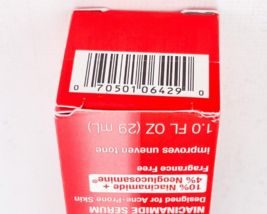 0 70501 06429 0
1.0 FL OZ (29 mL)
Improves uneven tone
Fragrance Free
10% Niacinamide +
4% Neoglucosamine®
Designed for Acne-Prone Skin
NIACINAMIDE SERUM